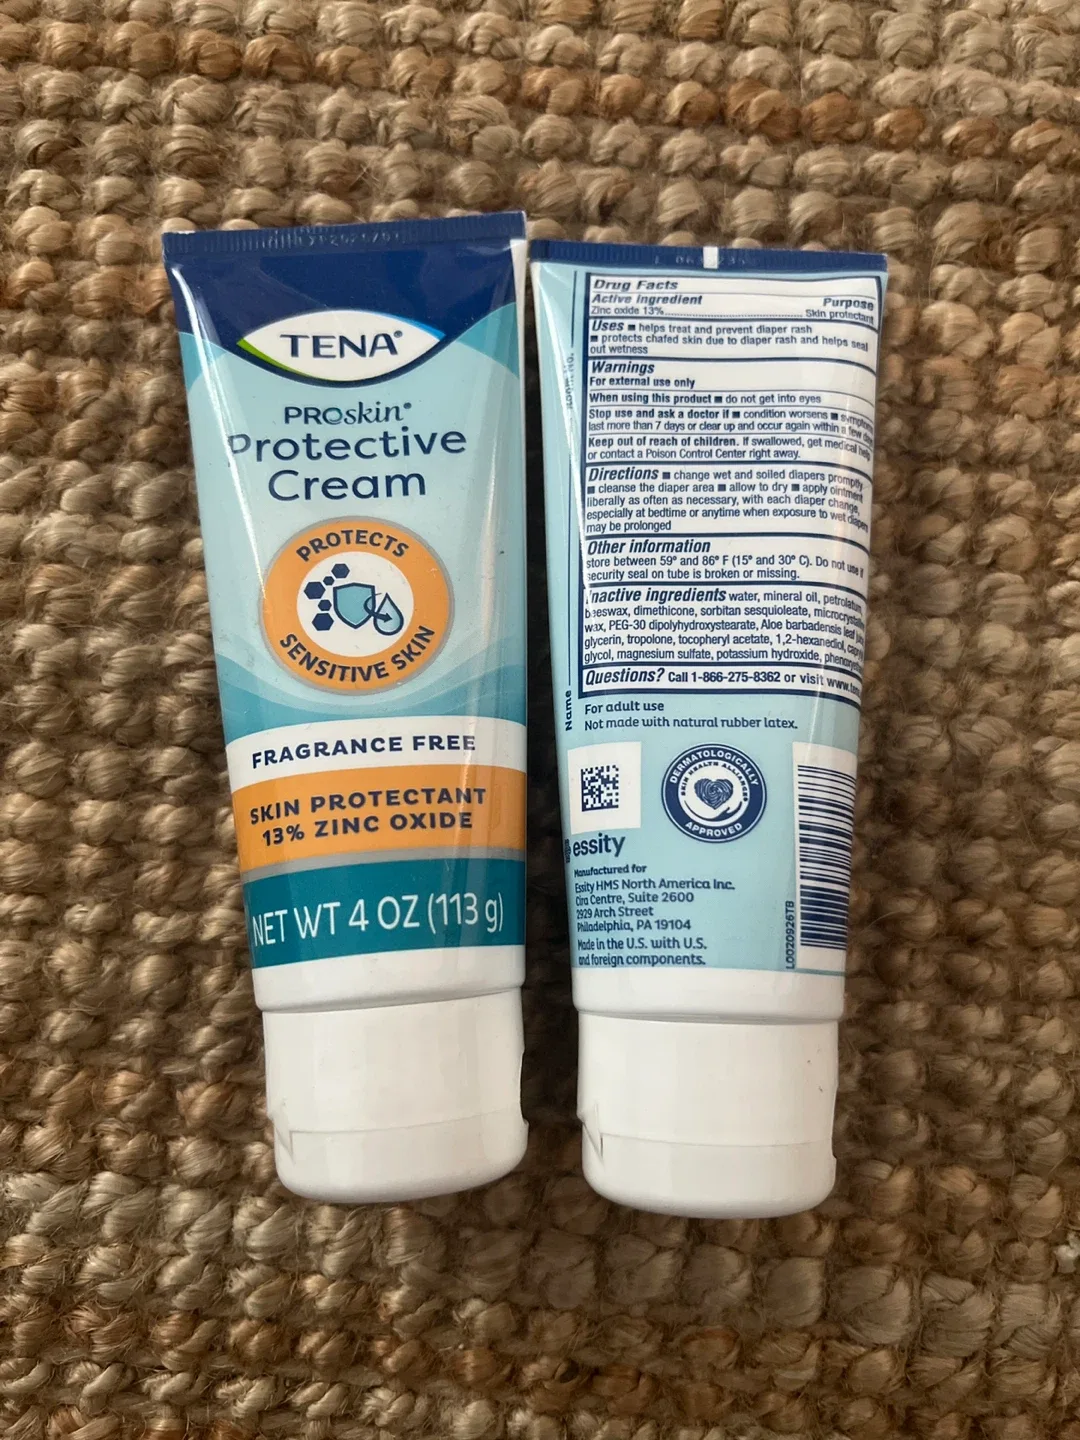 TENA®
PROskin®
Protective
Cream
PROTECTS
SENSITIVE SKIN
FRAGRANCE FREE
SKIN PROTECTANT
13% ZINC OXIDE
NET WT 4 OZ (113 g)
Drug Facts
Active ingredient Purpose
Zinc oxide 13% Skin protectant
Uses ■ helps treat and prevent diaper rash
■ protects chafed skin due to diaper rash and helps seal
out wetness
Warnings
For external use only
When using this product ■ do not get into eyes
Stop use and ask a doctor if ■ condition worsens ■ symptoms
last more than 7 days or clear up and occur again within a few days
Keep out of reach of children. If swallowed, get medical help
or contact a Poison Control Center right away.
Directions ■ change wet and soiled diapers promptly
■ cleanse the diaper area ■ allow to dry ■ apply ointment
liberally as often as necessary, with each diaper change,
especially at bedtime or anytime when exposure to wet diapers
may be prolonged
Other information
store between 59° and 86° F (15° and 30° C). Do not use if
security seal on tube is broken or missing.
Inactive ingredients water, mineral oil, petrolatum,
beeswax, dimethicone, sorbitan sesquioleate, microcrystalline
wax, PEG-30 dipolyhydroxystearate, Aloe barbadensis leaf juice
glycerin, tropolone, tocopheryl acetate, 1,2-hexanediol,
glycol, magnesium sulfate, potassium hydroxide,
Questions? Call 1-866-275-8362 or visit
Name
For adult use
Not made with natural rubber latex.
DERMATOLOGICALLY
SKIN HEALTH ALLIANCE
APPROVED
essity
Manufactured for
Essity HMS North America Inc.
Cira Centre, Suite 2600
2929 Arch Street
Philadelphia, PA 19104
Made in the U.S. with U.S.
and foreign components.
L0020926TB